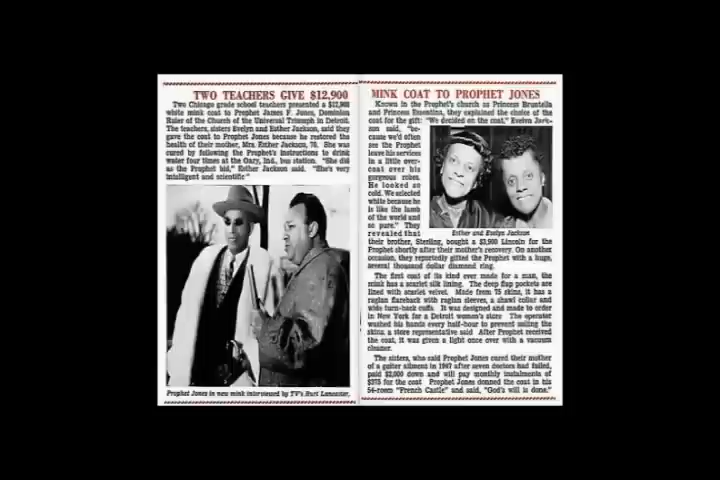 TWO TEACHERS GIVE $12,900
Two Chicago grade school teachers presented a $12,900
white mink coat to Prophet James F. Jones, Dominion
Ruler of the Church of the Universal Triumph in Detroit.
The teachers, sisters Evelyn and Esther Jackson, said they
gave the coat to Prophet Jones because he restored the
health of their mother, Mrs. Esther Jackson, 70. She was
cured by following the Prophet's instructions to drink
water four times at the Gary, Ind., bus station. "She did
as the Prophet bid," Esther Jackson said. "She's very
intelligent and scientific"
Prophet Jones in new mink interviewed by TV's Burt Lancaster.
MINK COAT TO PROPHET JONES
Known in the Prophet's church as Princess Bruntella
and Princess Essentina, they explained the choice of the
coat for the gift: "We decided on the coat," Evelyn Jack-
son said, "be-
cause we'd often
see the Prophet
leave his services
in a little over-
coat over his
gorgeous robes.
He looked so
cold. We selected
white because he
is like the lamb
of the world and
so pure." They
revealed that
Esther and Evelyn Jackson
their brother, Sterling, bought a $3,900 Lincoln for the
Prophet shortly after their mother's recovery. On another
occasion, they reportedly gifted the Prophet with a huge,
several thousand dollar diamond ring.
The first coat of its kind ever made for a man, the
mink has a scarlet silk lining. The deep flap pockets are
lined with scarlet velvet. Made from 75 skins, it has a
raglan flareback with raglan sleeves, a shawl collar and
wide turn-back cuffs. It was designed and made to order
in New York for a Detroit women's store The operator
washed his hands every half-hour to prevent soiling the
skins, a store representative said After Prophet received
the coat, it was given a light once over with a vacuum
cleaner.
The sisters, who said Prophet Jones cured their mother
of a goiter ailment in 1947 after seven doctors had failed,
paid $2,000 down and will pay monthly instalments of
$375 for the coat Prophet Jones donned the coat in his
54-room "French Castle" and said, "God's will is done."